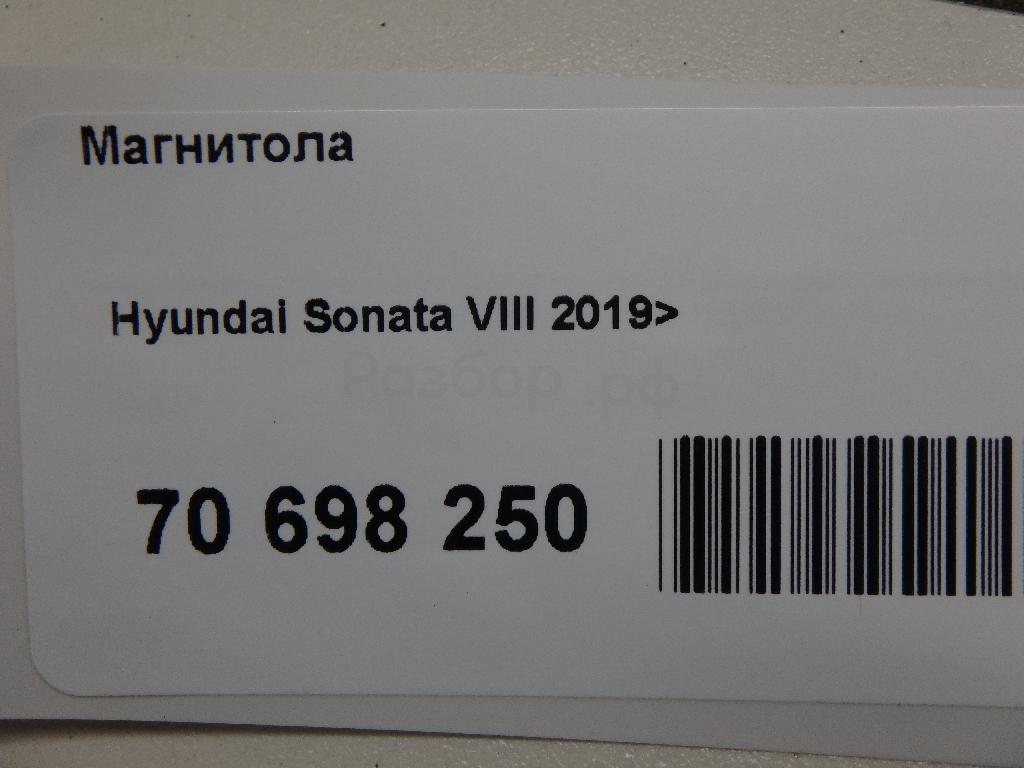 Магнитола
Hyundai Sonata VIII 2019>
Разбор.рф
70 698 250